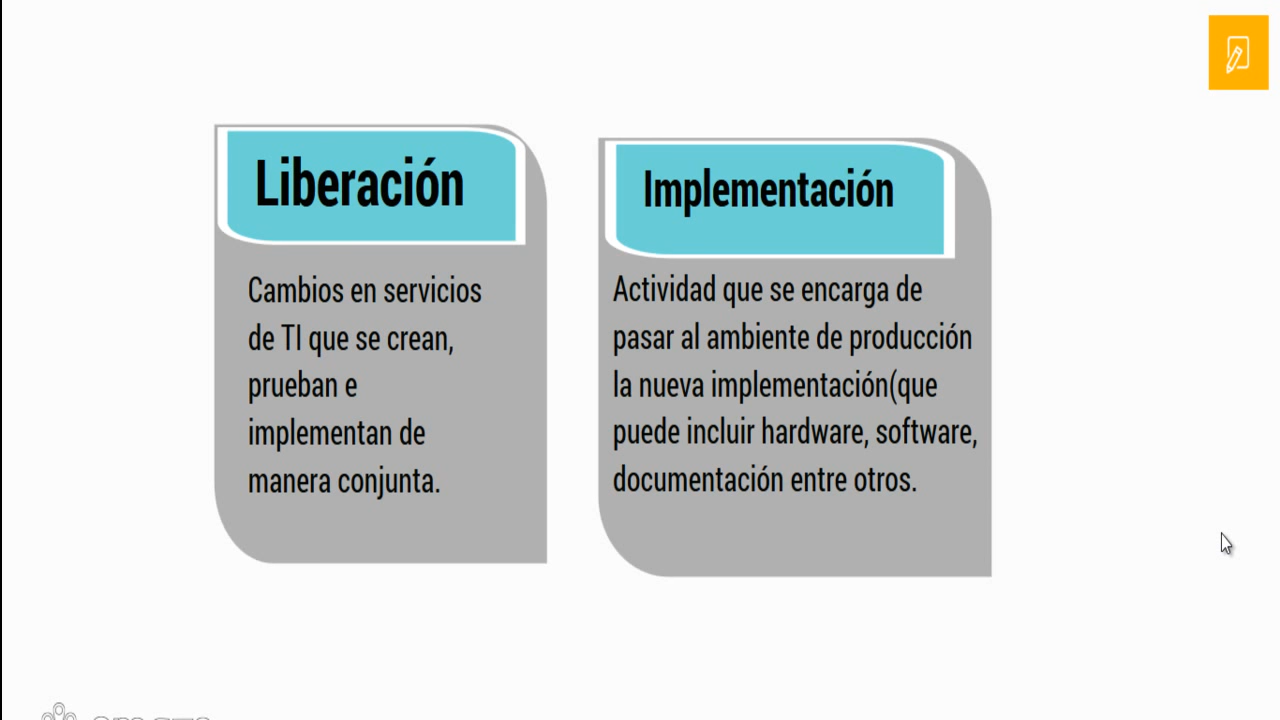 Liberación
Cambios en servicios
de TI que se crean,
prueban e
implementan de
manera conjunta.
Implementación
Actividad que se encarga de
pasar al ambiente de producción
la nueva implementación(que
puede incluir hardware, software,
documentación entre otros.